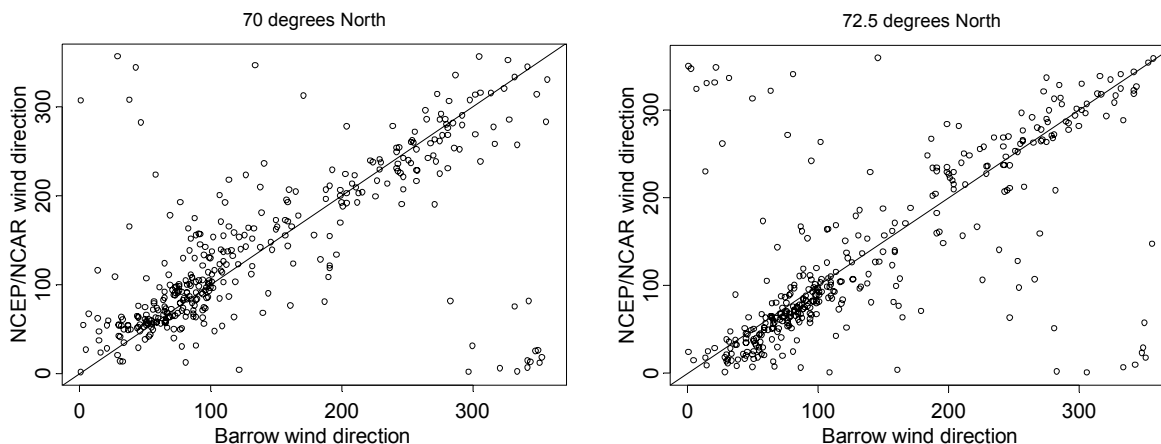 70 degrees North
NCEP/NCAR wind direction
300
200
100
0
0 100 200 300
Barrow wind direction
72.5 degrees North
NCEP/NCAR wind direction
300
200
100
0
0 100 200 300
Barrow wind direction